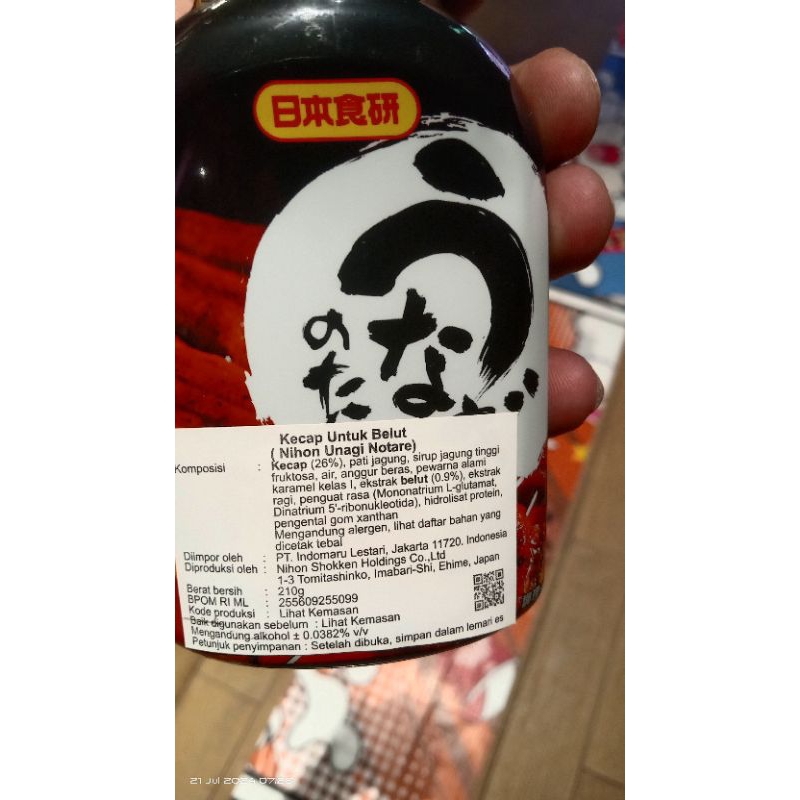 日本食研
うなぎ
のた
Kecap Untuk Belut
( Nihon Unagi Notare)
Komposisi : Kecap (26%), pati jagung, sirup jagung tinggi
fruktosa, air, anggur beras, pewarna alami
karamel kelas I, ekstrak belut (0.9%), ekstrak
ragi, penguat rasa (Mononatrium L-glutamat,
Dinatrium 5'-ribonukleotida), hidrolisat protein,
pengental gom xanthan
Mengandung alergen, lihat daftar bahan yang
dicetak tebal
Diimpor oleh : PT. Indomaru Lestari, Jakarta 11720. Indonesia
Diproduksi oleh : Nihon Shokken Holdings Co.,Ltd
1-3 Tomitashinko, Imabari-Shi, Ehime, Japan
Berat bersih : 210g
BPOM RI ML : 255609255099
Kode produksi : Lihat Kemasan
Baik digunakan sebelum : Lihat Kemasan
Mengandung alkohol ± 0.0382% v/v
Petunjuk penyimpanan : Setelah dibuka, simpan dalam lemari es
21 Jul